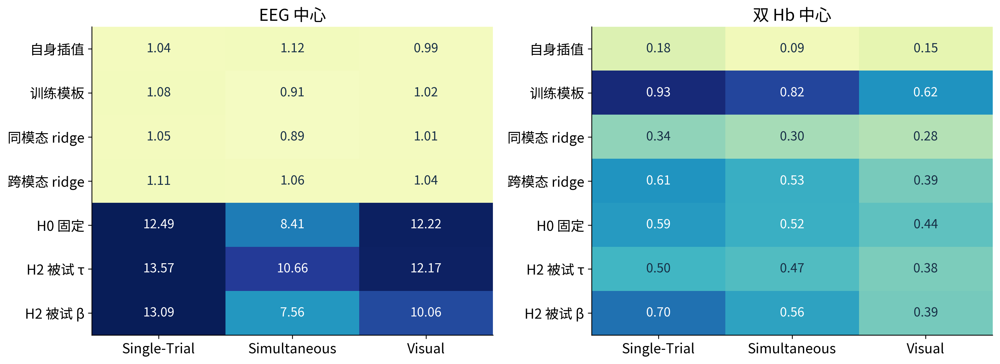 EEG 中心
自身插值 1.04 1.12 0.99
训练模板 1.08 0.91 1.02
同模态 ridge 1.05 0.89 1.01
跨模态 ridge 1.11 1.06 1.04
H0 固定 12.49 8.41 12.22
H2 被试 τ 13.57 10.66 12.17
H2 被试 β 13.09 7.56 10.06
Single-Trial Simultaneous Visual
双 Hb 中心
自身插值 0.18 0.09 0.15
训练模板 0.93 0.82 0.62
同模态 ridge 0.34 0.30 0.28
跨模态 ridge 0.61 0.53 0.39
H0 固定 0.59 0.52 0.44
H2 被试 τ 0.50 0.47 0.38
H2 被试 β 0.70 0.56 0.39
Single-Trial Simultaneous Visual